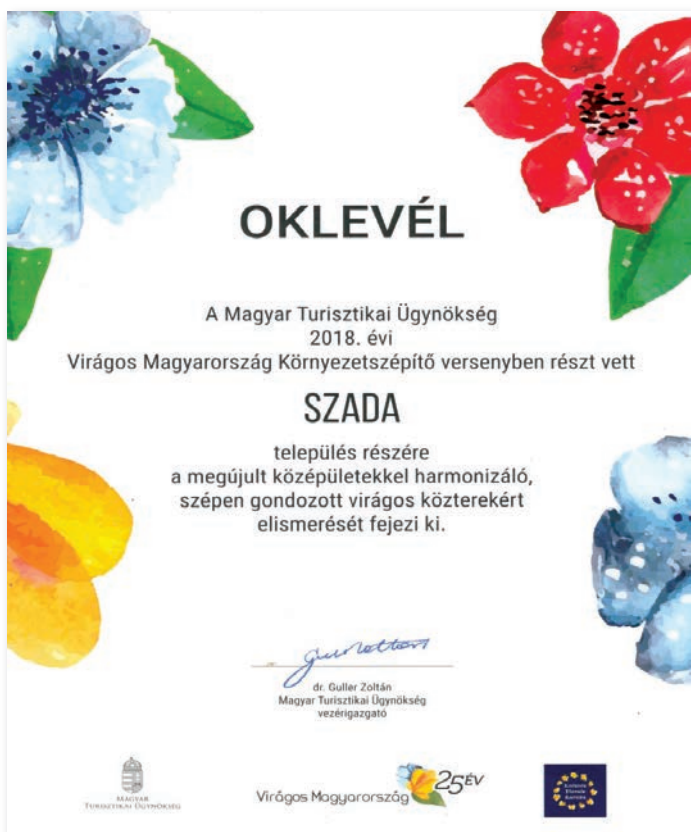 OKLEVÉL
A Magyar Turisztikai Ügynökség
2018. évi
Virágos Magyarország Környezetszépítő versenyben részt vett
SZADA
település részére
a megújult középületekkel harmonizáló,
szépen gondozott virágos közterekért
elismerését fejezi ki.
dr. Guller Zoltán
Magyar Turisztikai Ügynökség
vezérigazgató
MAGYAR
TURISZTIKAI ÜGYNÖKSÉG
Virágos Magyarország
25 ÉV